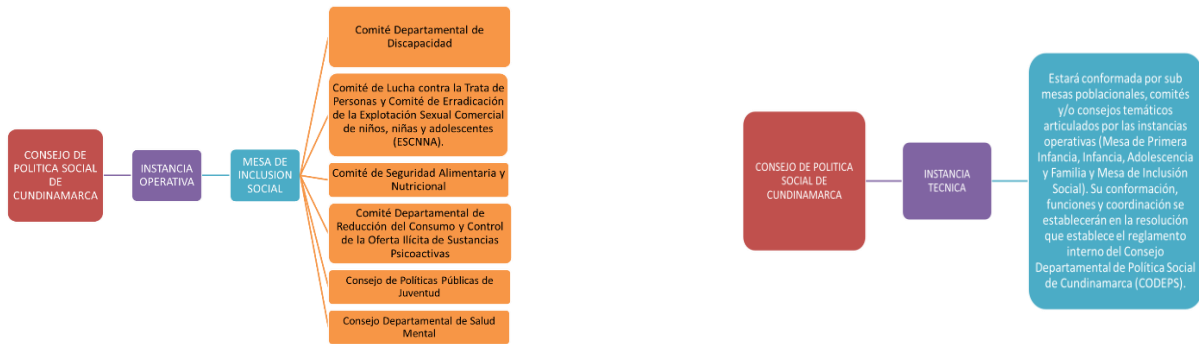 CONSEJO DE
POLITICA SOCIAL
DE
CUNDINAMARCA
INSTANCIA
OPERATIVA
MESA DE
INCLUSION
SOCIAL
Comité Departamental de
Discapacidad
Comité de Lucha contra la Trata de
Personas y Comité de Erradicación
de la Explotación Sexual Comercial
de niños, niñas y adolescentes
(ESCNNA).
Comité de Seguridad Alimentaria y
Nutricional
Comité Departamental de
Reducción del Consumo y Control
de la Oferta Ilícita de Sustancias
Psicoactivas
Consejo de Políticas Públicas de
Juventud
Consejo Departamental de Salud
Mental
CONSEJO DE POLITICA
SOCIAL DE
CUNDINAMARCA
INSTANCIA
TECNICA
Estará conformada por sub
mesas poblacionales, comités
y/o consejos temáticos
articulados por las instancias
operativas (Mesa de Primera
Infancia, Infancia, Adolescencia
y Familia y Mesa de Inclusión
Social). Su conformación,
funciones y coordinación se
establecerán en la resolución
que establece el reglamento
interno del Consejo
Departamental de Política Social
de Cundinamarca (CODEPS).